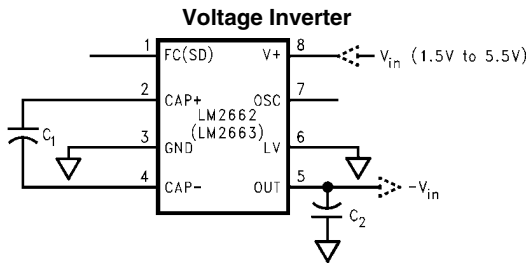 Voltage Inverter
1 FC(SD) V+ 8 Vin (1.5V to 5.5V)
2 CAP+ OSC 7
LM2662
(LM2663)
C1
3 GND LV 6
4 CAP- OUT 5 -Vin
C2